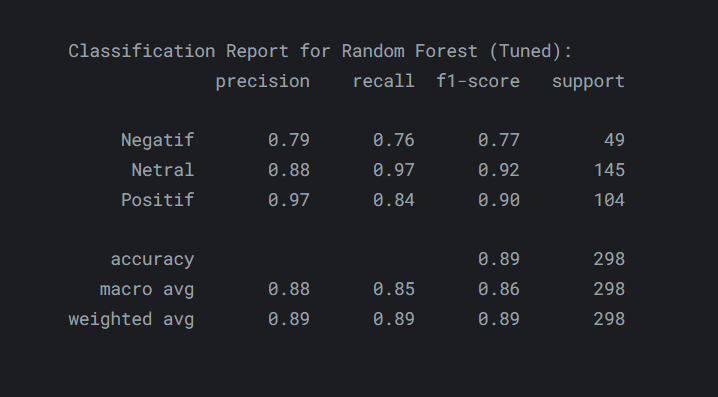 Classification Report for Random Forest (Tuned):
precision recall f1-score support
Negatif 0.79 0.76 0.77 49
Netral 0.88 0.97 0.92 145
Positif 0.97 0.84 0.90 104
accuracy 0.89 298
macro avg 0.88 0.85 0.86 298
weighted avg 0.89 0.89 0.89 298